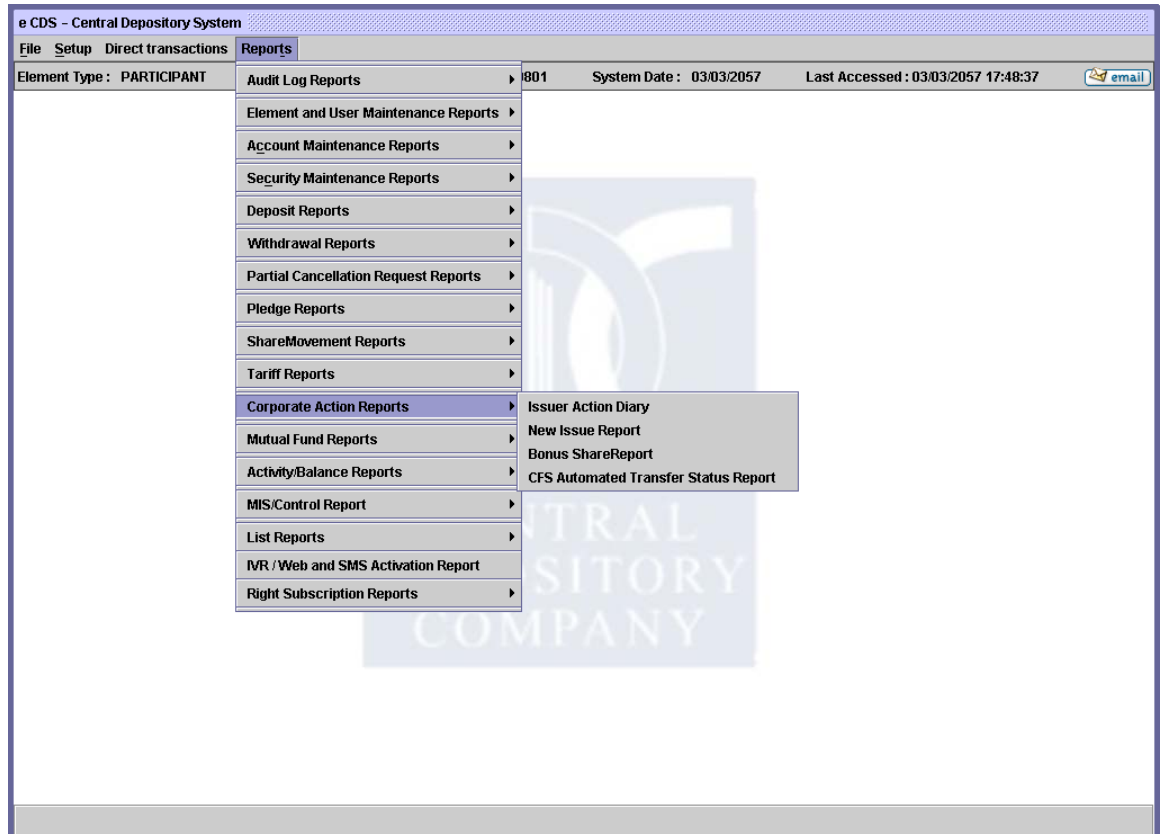 e CDS – Central Depository System
File Setup Direct transactions Reports
Element Type : PARTICIPANT 801 System Date : 03/03/2057 Last Accessed : 03/03/2057 17:48:37 email
Audit Log Reports
Element and User Maintenance Reports
Account Maintenance Reports
Security Maintenance Reports
Deposit Reports
Withdrawal Reports
Partial Cancellation Request Reports
Pledge Reports
ShareMovement Reports
Tariff Reports
Corporate Action Reports
Issuer Action Diary
New Issue Report
Bonus ShareReport
CFS Automated Transfer Status Report
Mutual Fund Reports
Activity/Balance Reports
MIS/Control Report
List Reports
IVR / Web and SMS Activation Report
Right Subscription Reports
COMPANY